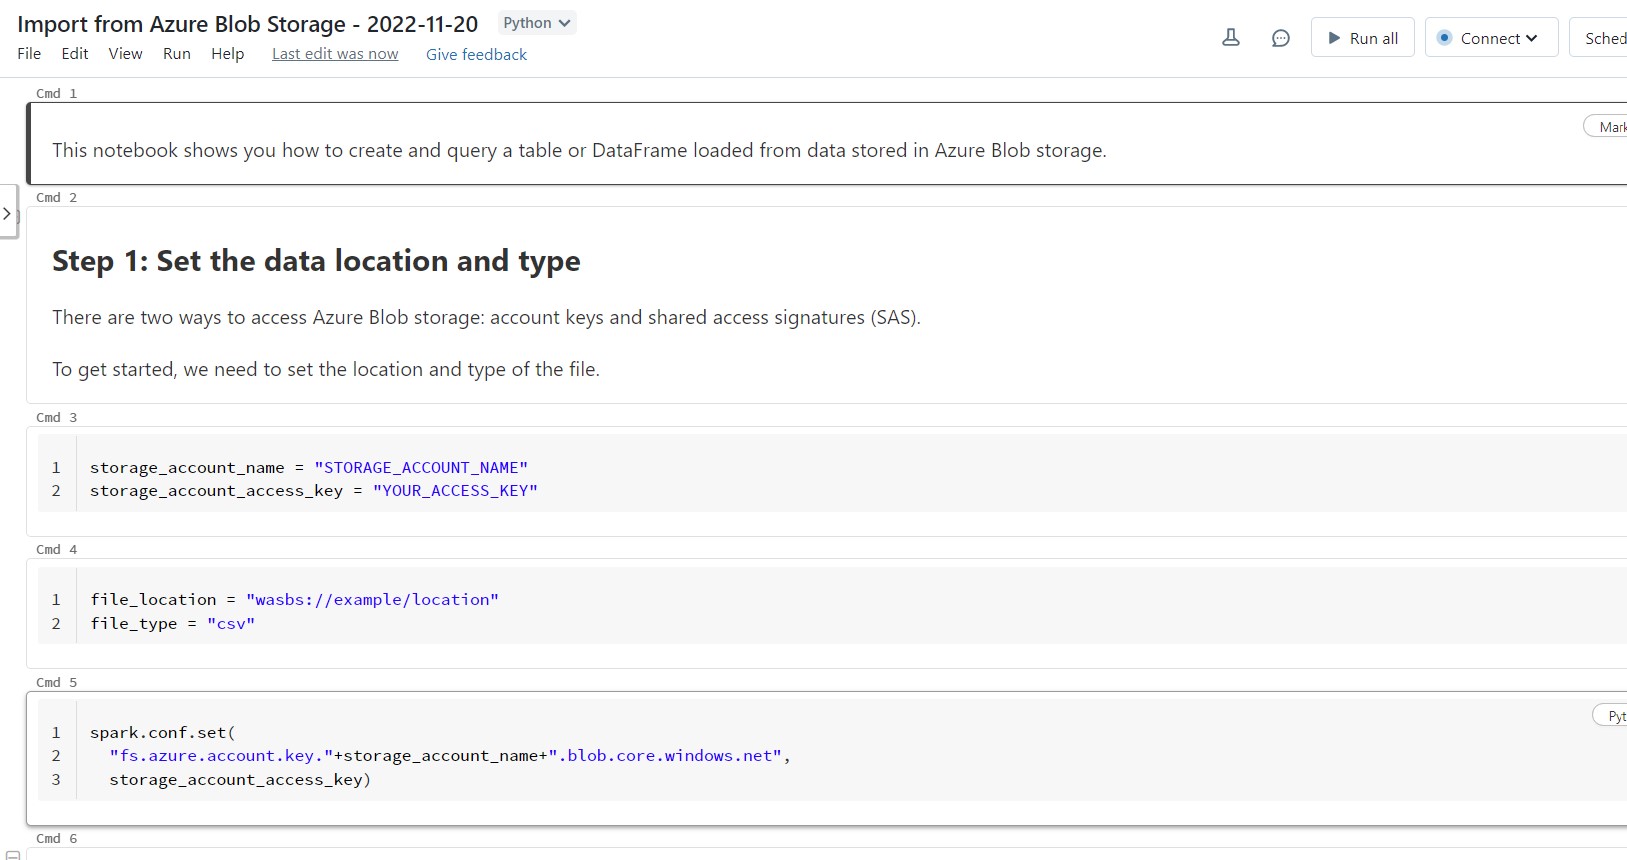 Import from Azure Blob Storage - 2022-11-20 Python
File Edit View Run Help Last edit was now Give feedback
Run all Connect
Cmd 1
This notebook shows you how to create and query a table or DataFrame loaded from data stored in Azure Blob storage.
Cmd 2
Step 1: Set the data location and type
There are two ways to access Azure Blob storage: account keys and shared access signatures (SAS).
To get started, we need to set the location and type of the file.
Cmd 3
1 storage_account_name = "STORAGE_ACCOUNT_NAME"
2 storage_account_access_key = "YOUR_ACCESS_KEY"
Cmd 4
1 file_location = "wasbs://example/location"
2 file_type = "csv"
Cmd 5
1 spark.conf.set(
2 "fs.azure.account.key."+storage_account_name+".blob.core.windows.net",
3 storage_account_access_key)
Cmd 6